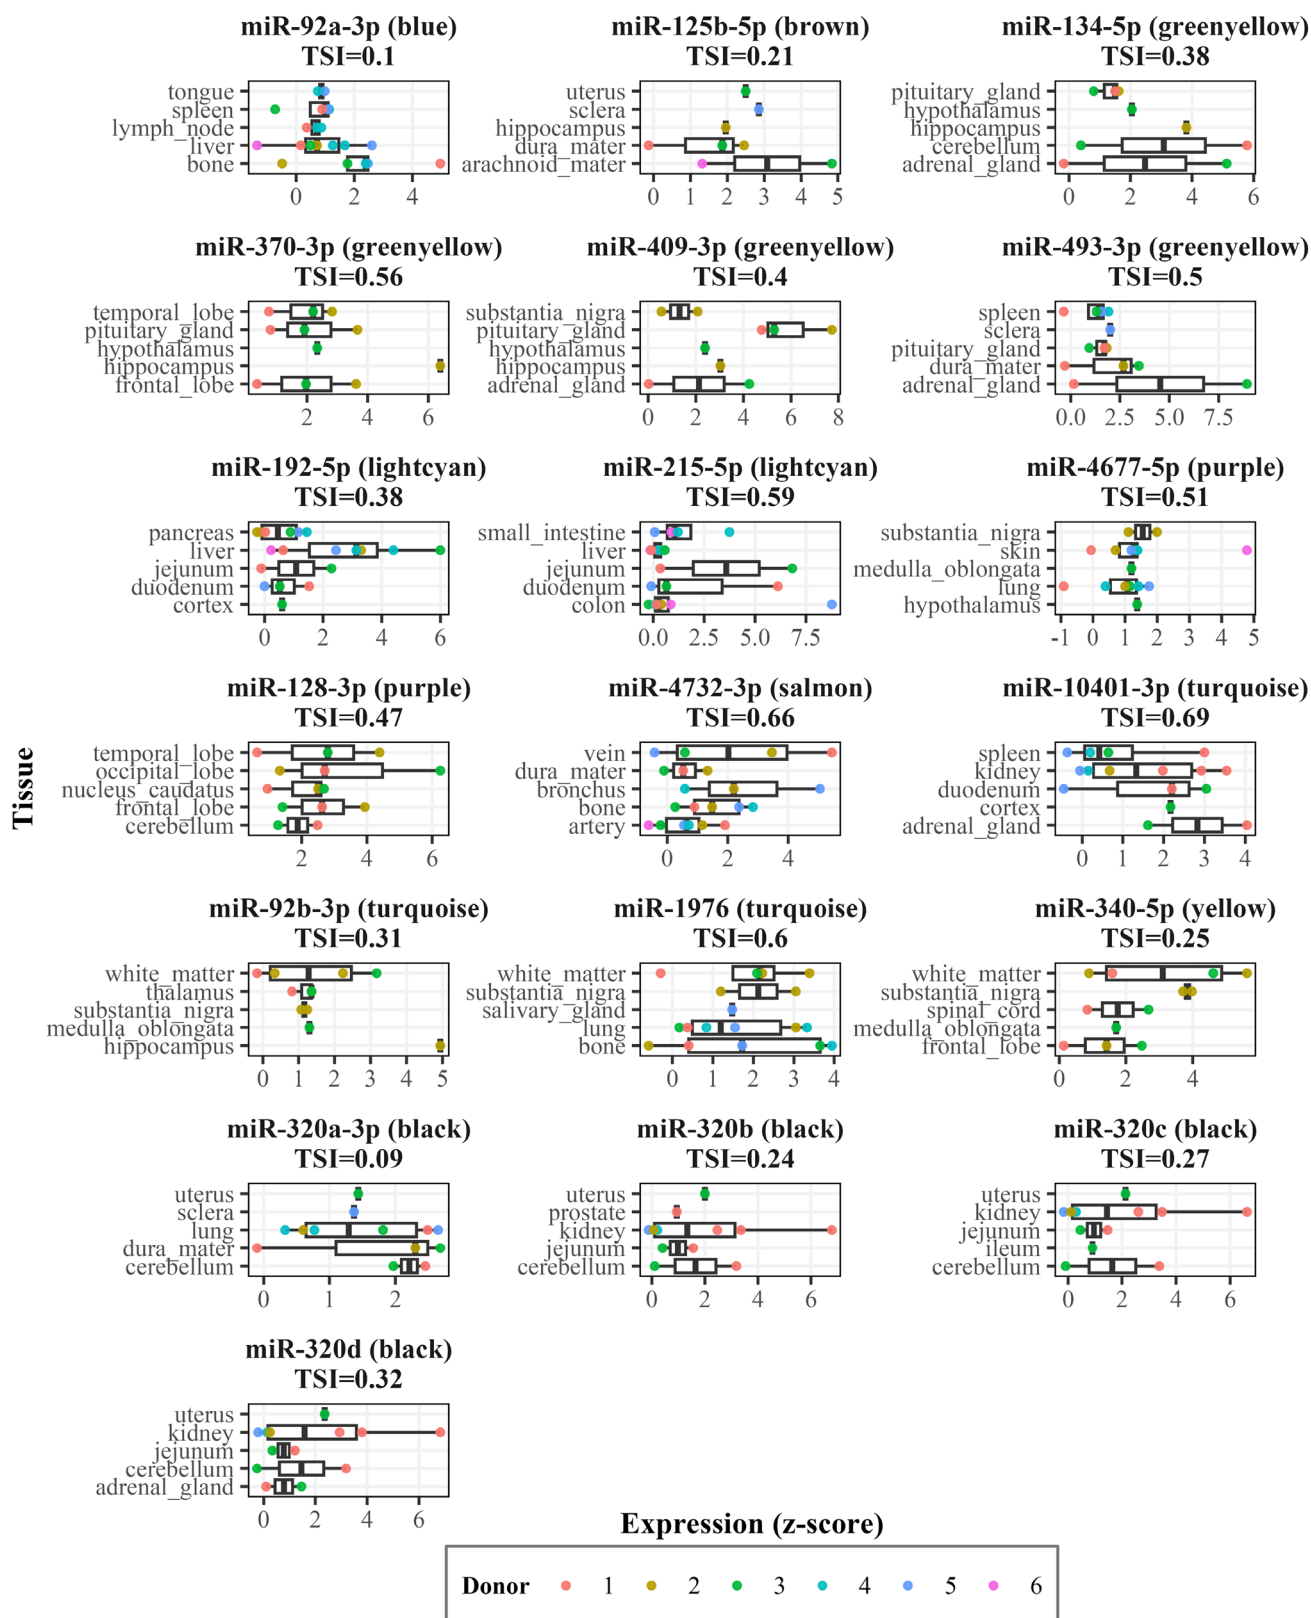 miR-92a-3p (blue)
TSI=0.1
tongue
spleen
lymph_node
liver
bone
0 2 4
miR-125b-5p (brown)
TSI=0.21
uterus
sclera
hippocampus
dura_mater
arachnoid_mater
0 1 2 3 4 5
miR-134-5p (greenyellow)
TSI=0.38
pituitary_gland
hypothalamus
hippocampus
cerebellum
adrenal_gland
0 2 4 6
miR-370-3p (greenyellow)
TSI=0.56
temporal_lobe
pituitary_gland
hypothalamus
hippocampus
frontal_lobe
2 4 6
miR-409-3p (greenyellow)
TSI=0.4
substantia_nigra
pituitary_gland
hypothalamus
hippocampus
adrenal_gland
0 2 4 6 8
miR-493-3p (greenyellow)
TSI=0.5
spleen
sclera
pituitary_gland
dura_mater
adrenal_gland
0.0 2.5 5.0 7.5
miR-192-5p (lightcyan)
TSI=0.38
pancreas
liver
jejunum
duodenum
cortex
0 2 4 6
miR-215-5p (lightcyan)
TSI=0.59
small_intestine
liver
jejunum
duodenum
colon
0.0 2.5 5.0 7.5
miR-4677-5p (purple)
TSI=0.51
substantia_nigra
skin
medulla_oblongata
lung
hypothalamus
-1 0 1 2 3 4 5
miR-128-3p (purple)
TSI=0.47
temporal_lobe
occipital_lobe
nucleus_caudatus
frontal_lobe
cerebellum
2 4 6
miR-4732-3p (salmon)
TSI=0.66
vein
dura_mater
bronchus
bone
artery
0 2 4
miR-10401-3p (turquoise)
TSI=0.69
spleen
kidney
duodenum
cortex
adrenal_gland
0 1 2 3 4
miR-92b-3p (turquoise)
TSI=0.31
white_matter
thalamus
substantia_nigra
medulla_oblongata
hippocampus
0 1 2 3 4 5
miR-1976 (turquoise)
TSI=0.6
white_matter
substantia_nigra
salivary_gland
lung
bone
0 1 2 3 4
miR-340-5p (yellow)
TSI=0.25
white_matter
substantia_nigra
spinal_cord
medulla_oblongata
frontal_lobe
0 2 4
miR-320a-3p (black)
TSI=0.09
uterus
sclera
lung
dura_mater
cerebellum
0 1 2
miR-320b (black)
TSI=0.24
uterus
prostate
kidney
jejunum
cerebellum
0 2 4 6
miR-320c (black)
TSI=0.27
uterus
kidney
jejunum
ileum
cerebellum
0 2 4 6
miR-320d (black)
TSI=0.32
uterus
kidney
jejunum
cerebellum
adrenal_gland
0 2 4 6
Tissue
Expression (z-score)
Donor 1 2 3 4 5 6